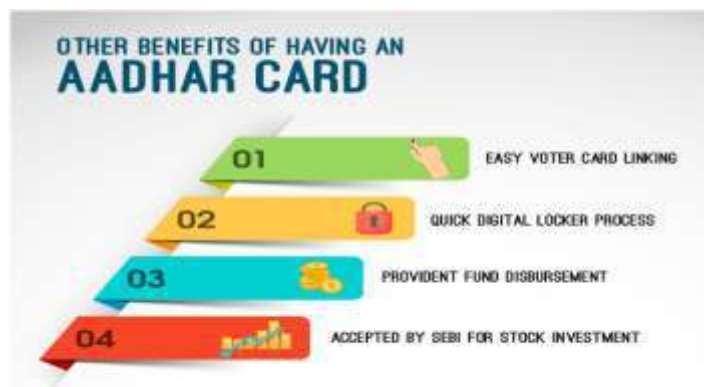 OTHER BENEFITS OF HAVING AN
AADHAR CARD
01
EASY VOTER CARD LINKING
02
QUICK DIGITAL LOCKER PROCESS
03
PROVIDENT FUND DISBURSEMENT
04
ACCEPTED BY SEBI FOR STOCK INVESTMENT